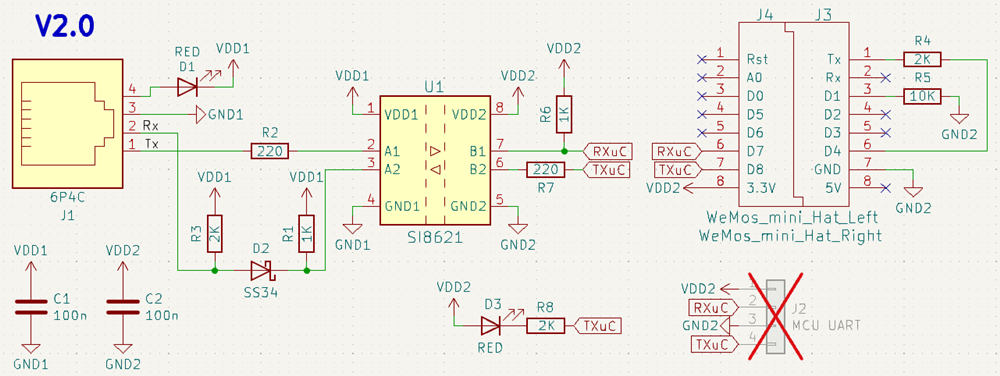 V2.0
RED
D1
VDD1
4
3
GND1
2
Rx
1
Tx
6P4C
J1
R2
220
VDD1
R3
2K
VDD1
R1
1K
D2
SS34
VDD1
U1
VDD2
1
VDD1
VDD2
8
2
A1
B1
7
3
A2
B2
6
4
GND1
GND2
5
GND1
SI8621
GND2
VDD2
R6
1K
RXuC
220
TXuC
R7
J4
J3
1
Rst
Tx
1
2
A0
Rx
2
3
D0
D1
3
4
D5
D2
4
5
D6
D3
5
RXuC
6
D7
D4
6
TXuC
7
D8
GND
7
VDD2
8
3.3V
5V
8
R4
2K
R5
10K
GND2
GND2
WeMos_mini_Hat_Left
WeMos_mini_Hat_Right
VDD1
C1
100n
GND1
VDD2
C2
100n
GND2
VDD2
D3
RED
R8
2K
TXuC
VDD2
1
RXuC
2
GND2
3
TXuC
4
J2
MCU UART